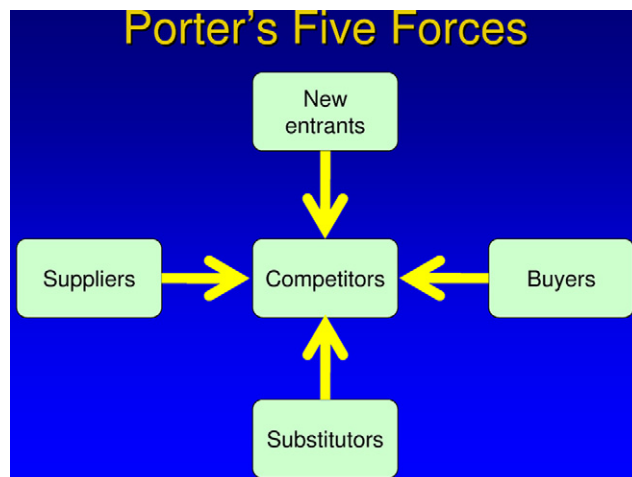 Porter's Five Forces
New
entrants
Suppliers
Competitors
Buyers
Substitutors